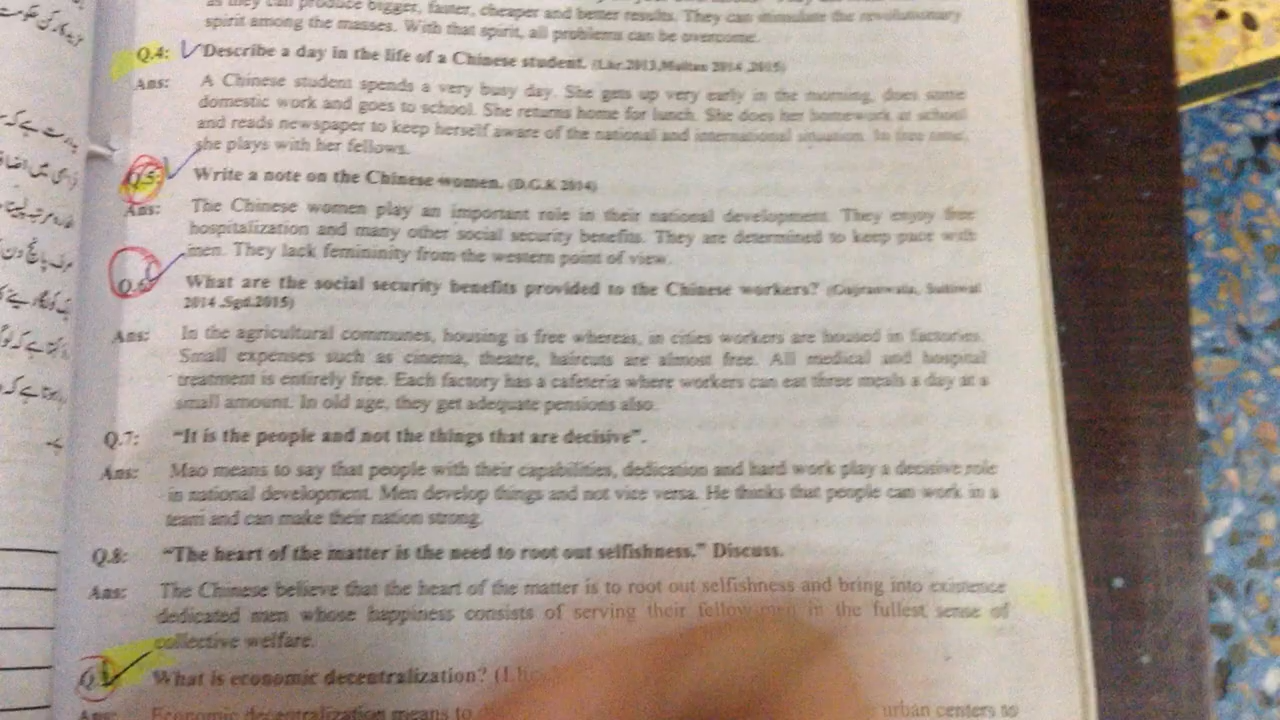 as they can produce bigger, faster, cheaper and better results. They can stimulate the revolutionary
spirit among the masses. With that spirit, all problems can be overcome.
Q.4: Describe a day in the life of a Chinese student. (Lhr.2013,Multan 2014 ,2015)
Ans: A Chinese student spends a very busy day. She gets up very early in the morning, does some
domestic work and goes to school. She returns home for lunch. She does her homework at school
and reads newspaper to keep herself aware of the national and international situation. In free time,
she plays with her fellows.
Q.5: Write a note on the Chinese women. (D.G.K 2014)
Ans: The Chinese women play an important role in their national development. They enjoy free
hospitalization and many other social security benefits. They are determined to keep pace with
men. They lack femininity from the western point of view.
Q.6: What are the social security benefits provided to the Chinese workers? (Gujranwala,
2014 ,Sgd.2015)
Ans: In the agricultural communes, housing is free whereas, in cities workers are housed in factories.
Small expenses such as cinema, theatre, haircuts are almost free. All medical and hospital
treatment is entirely free. Each factory has a cafeteria where workers can eat three meals a day at a
small amount. In old age, they get adequate pensions also.
Q.7: “It is the people and not the things that are decisive”.
Ans: Mao means to say that people with their capabilities, dedication and hard work play a decisive role
in national development. Men develop things and not vice versa. He thinks that people can work in a
team and can make their nation strong.
Q.8: “The heart of the matter is the need to root out selfishness.” Discuss.
Ans: The Chinese believe that the heart of the matter is to root out selfishness and bring into existence
dedicated men whose happiness consists of serving their fellow men in the fullest sense of
collective welfare.
What is economic decentralization?
Ans: Economic decentralization means to urban centers to